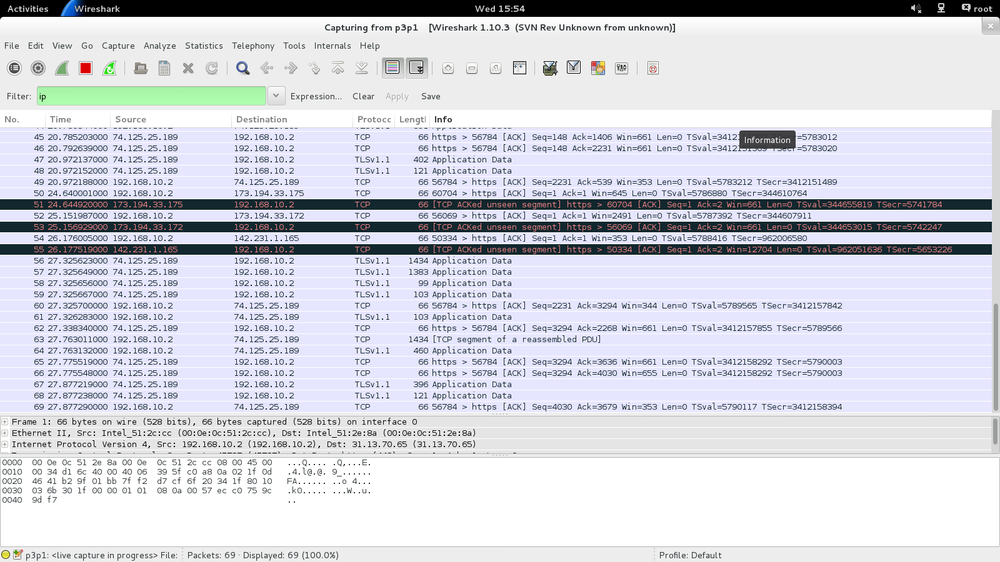 Activities Wireshark Wed 15:54 root
Capturing from p3p1 [Wireshark 1.10.3 (SVN Rev Unknown from unknown)]
File Edit View Go Capture Analyze Statistics Telephony Tools Internals Help
Filter: ip Expression... Clear Apply Save
No. Time Source Destination Protocc Lengtl Info
45 20.785203000 74.125.25.189 192.168.10.2 TCP 66 https > 56784 [ACK] Seq=148 Ack=1406 Win=661 Len=0 =5783012
Information
46 20.792639000 74.125.25.189 192.168.10.2 TCP 66 https > 56784 [ACK] Seq=148 Ack=2231 Win=661 Len=0 TSval=3412151309 TSecr=5783020
47 20.972137000 74.125.25.189 192.168.10.2 TLSv1.1 402 Application Data
48 20.972152000 74.125.25.189 192.168.10.2 TLSv1.1 121 Application Data
49 20.972188000 192.168.10.2 74.125.25.189 TCP 66 56784 > https [ACK] Seq=2231 Ack=539 Win=353 Len=0 TSval=5783212 TSecr=3412151489
50 24.640001000 192.168.10.2 173.194.33.175 TCP 66 60704 > https [ACK] Seq=1 Ack=1 Win=645 Len=0 TSval=5786880 TSecr=344610764
51 24.644920000 173.194.33.175 192.168.10.2 TCP 66 [TCP ACKed unseen segment] https > 60704 [ACK] Seq=1 Ack=2 Win=661 Len=0 TSval=344655819 TSecr=5741784
52 25.151987000 192.168.10.2 173.194.33.172 TCP 66 56069 > https [ACK] Seq=1 Ack=1 Win=2491 Len=0 TSval=5787392 TSecr=344607911
53 25.156929000 173.194.33.172 192.168.10.2 TCP 66 [TCP ACKed unseen segment] https > 56069 [ACK] Seq=1 Ack=2 Win=661 Len=0 TSval=344653015 TSecr=5742247
54 26.176005000 192.168.10.2 142.231.1.165 TCP 66 50334 > https [ACK] Seq=1 Ack=1 Win=353 Len=0 TSval=5788416 TSecr=962006580
55 26.177519000 142.231.1.165 192.168.10.2 TCP 66 [TCP ACKed unseen segment] https > 50334 [ACK] Seq=1 Ack=2 Win=12704 Len=0 TSval=962051636 TSecr=5653226
56 27.325623000 74.125.25.189 192.168.10.2 TLSv1.1 1434 Application Data
57 27.325649000 74.125.25.189 192.168.10.2 TLSv1.1 1383 Application Data
58 27.325656000 74.125.25.189 192.168.10.2 TLSv1.1 99 Application Data
59 27.325667000 74.125.25.189 192.168.10.2 TLSv1.1 103 Application Data
60 27.325700000 192.168.10.2 74.125.25.189 TCP 66 56784 > https [ACK] Seq=2231 Ack=3294 Win=344 Len=0 TSval=5789565 TSecr=3412157842
61 27.326283000 192.168.10.2 74.125.25.189 TLSv1.1 103 Application Data
62 27.338340000 74.125.25.189 192.168.10.2 TCP 66 https > 56784 [ACK] Seq=3294 Ack=2268 Win=661 Len=0 TSval=3412157855 TSecr=5789566
63 27.763011000 192.168.10.2 74.125.25.189 TCP 1434 [TCP segment of a reassembled PDU]
64 27.763132000 192.168.10.2 74.125.25.189 TLSv1.1 460 Application Data
65 27.775519000 74.125.25.189 192.168.10.2 TCP 66 https > 56784 [ACK] Seq=3294 Ack=3636 Win=661 Len=0 TSval=3412158292 TSecr=5790003
66 27.775548000 74.125.25.189 192.168.10.2 TCP 66 https > 56784 [ACK] Seq=3294 Ack=4030 Win=655 Len=0 TSval=3412158292 TSecr=5790003
67 27.877219000 74.125.25.189 192.168.10.2 TLSv1.1 396 Application Data
68 27.877238000 74.125.25.189 192.168.10.2 TLSv1.1 121 Application Data
69 27.877290000 192.168.10.2 74.125.25.189 TCP 66 56784 > https [ACK] Seq=4030 Ack=3679 Win=353 Len=0 TSval=5790117 TSecr=3412158394
Frame 1: 66 bytes on wire (528 bits), 66 bytes captured (528 bits) on interface 0
Ethernet II, Src: Intel_51:2c:cc (00:0e:0c:51:2c:cc), Dst: Intel_51:2e:8a (00:0e:0c:51:2e:8a)
Internet Protocol Version 4, Src: 192.168.10.2 (192.168.10.2), Dst: 31.13.70.65 (31.13.70.65)
0000 00 0e 0c 51 2e 8a 00 0e 0c 51 2c cc 08 00 45 00 ...Q.... .Q,...E.
0010 00 34 d1 6c 40 00 40 06 39 5f c0 a8 0a 02 1f 0d .4.l@.@. 9_......
0020 46 41 b2 9f 01 bb 7f f2 d7 cf 6f 20 34 1f 80 10 FA...... ..o 4...
0030 03 6b 30 1f 00 00 01 01 08 0a 00 57 ec c0 75 9c .k0..... ...W..u.
0040 9d f7 ..
p3p1: <live capture in progress> File: Packets: 69 · Displayed: 69 (100.0%) Profile: Default